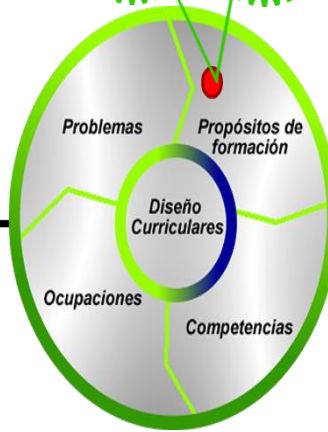 Problemas
Propósitos de
formación
Diseño
Curriculares
Ocupaciones
Competencias